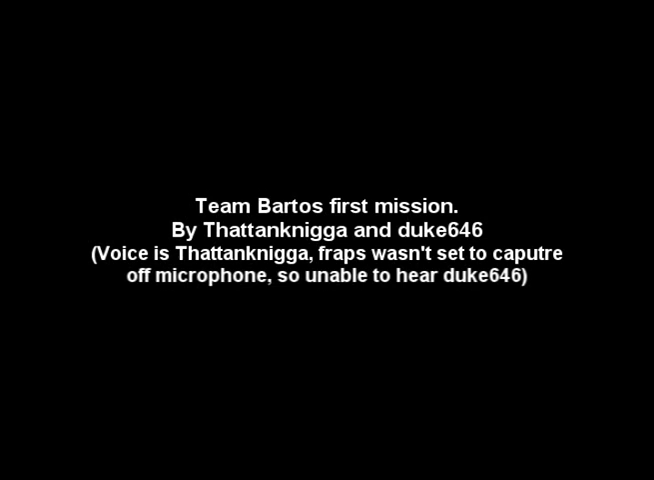 Team Bartos first mission.
By Thattanknigga and duke646
(Voice is Thattanknigga, fraps wasn't set to caputre
off microphone, so unable to hear duke646)